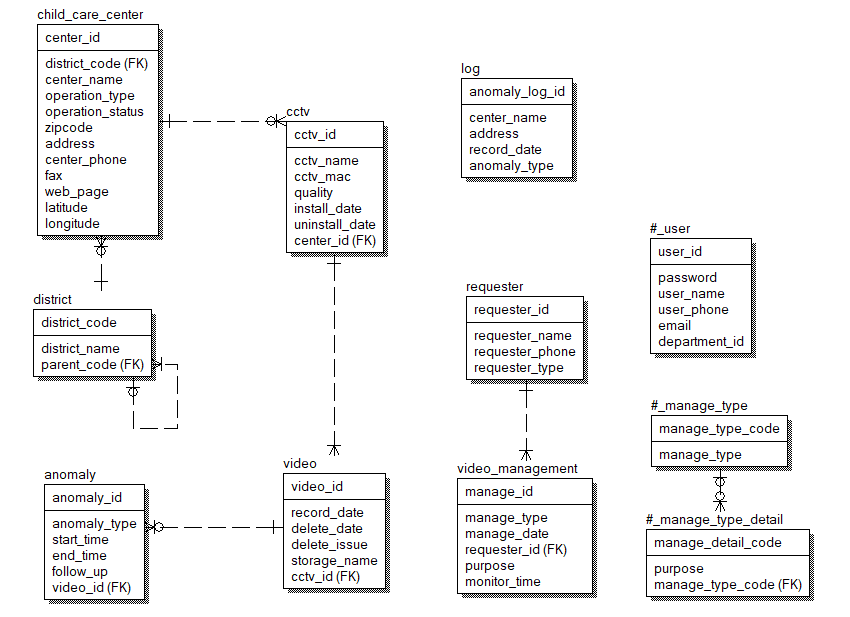 child_care_center
center_id
district_code (FK)
center_name
operation_type
operation_status
zipcode
address
center_phone
fax
web_page
latitude
longitude
cctv
cctv_id
cctv_name
cctv_mac
quality
install_date
uninstall_date
center_id (FK)
log
anomaly_log_id
center_name
address
record_date
anomaly_type
#_user
user_id
password
user_name
user_phone
email
department_id
district
district_code
district_name
parent_code (FK)
requester
requester_id
requester_name
requester_phone
requester_type
#_manage_type
manage_type_code
manage_type
anomaly
anomaly_id
anomaly_type
start_time
end_time
follow_up
video_id (FK)
video
video_id
record_date
delete_date
delete_issue
storage_name
cctv_id (FK)
video_management
manage_id
manage_type
manage_date
requester_id (FK)
purpose
monitor_time
#_manage_type_detail
manage_detail_code
purpose
manage_type_code (FK)